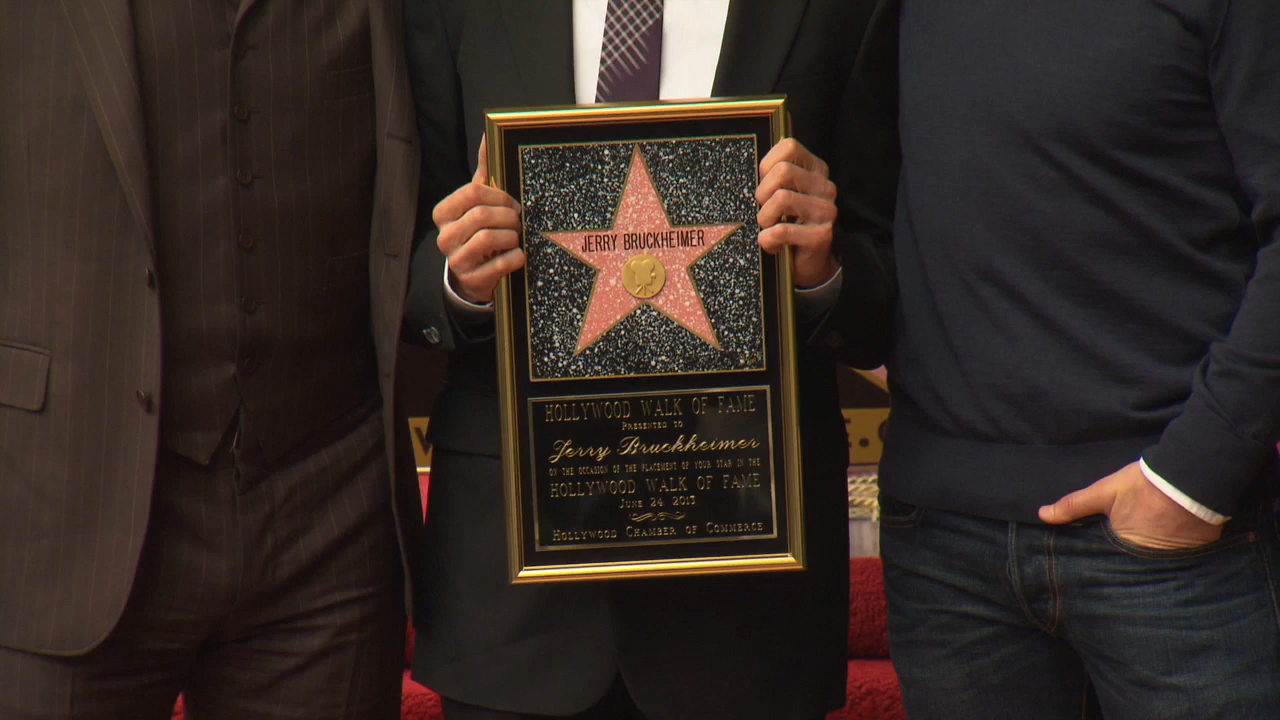 JERRY BRUCKHEIMER
HOLLYWOOD WALK OF FAME
PRESENTED TO
Jerry Bruckheimer
ON THE OCCASION OF THE PLACEMENT OF YOUR STAR IN THE
HOLLYWOOD WALK OF FAME
JUNE 24 2013
HOLLYWOOD CHAMBER OF COMMERCE